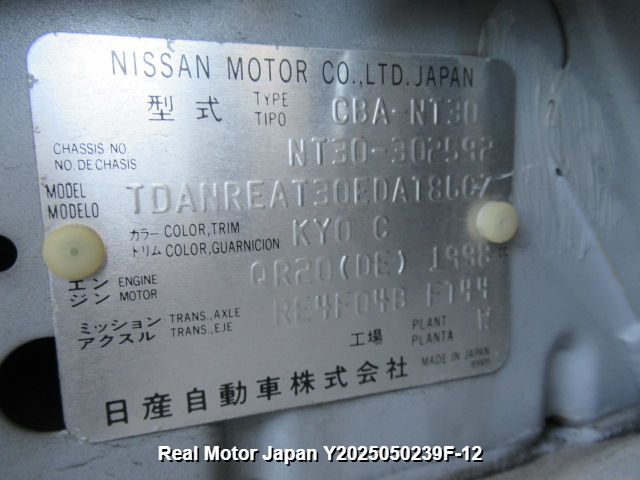 NISSAN MOTOR CO.,LTD. JAPAN
型式 TYPE TIPO CBA-NT30
CHASSIS NO. NO. DE CHASIS NT30-302592
MODEL MODELO
カラー COLOR, TRIM トリム COLOR, GUARNICION KY0 C
エンジン ENGINE MOTOR QR20(DE) 1998
ミッション アクスル TRANS., AXLE TRANS., EJE RE4F04B FT44
工場 PLANT PLANTA W
MADE IN JAPAN
日産自動車株式会社
Real Motor Japan Y2025050239F-12